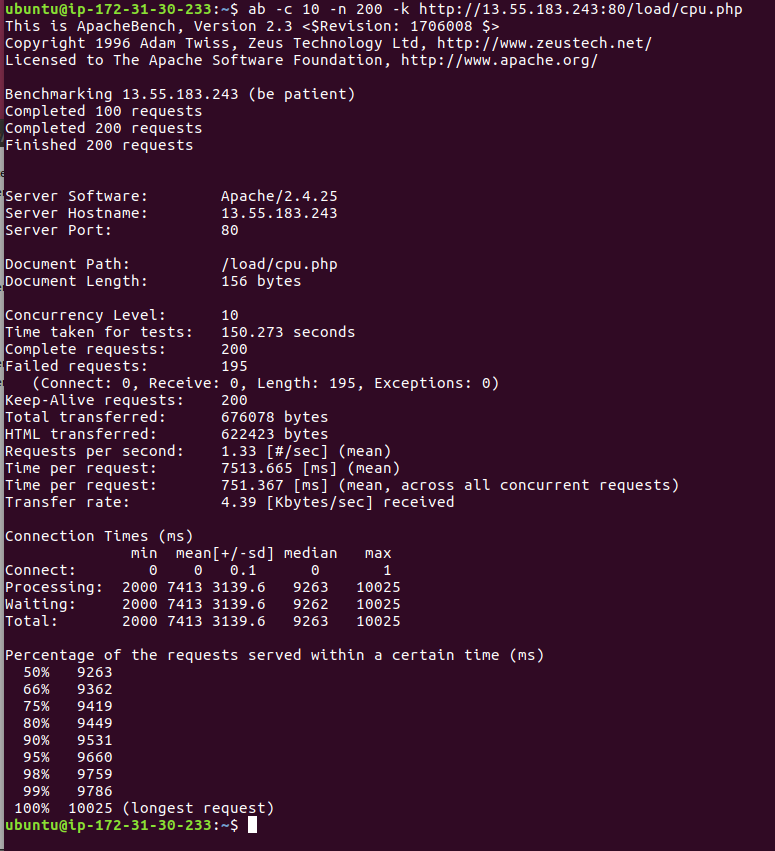 ubuntu@ip-172-31-30-233:~$ ab -c 10 -n 200 -k http://13.55.183.243:80/load/cpu.php
This is ApacheBench, Version 2.3 <$Revision: 1706008 $>
Copyright 1996 Adam Twiss, Zeus Technology Ltd, http://www.zeustech.net/
Licensed to The Apache Software Foundation, http://www.apache.org/

Benchmarking 13.55.183.243 (be patient)
Completed 100 requests
Completed 200 requests
Finished 200 requests

Server Software:        Apache/2.4.25
Server Hostname:        13.55.183.243
Server Port:            80

Document Path:          /load/cpu.php
Document Length:        156 bytes

Concurrency Level:      10
Time taken for tests:   150.273 seconds
Complete requests:      200
Failed requests:        195
   (Connect: 0, Receive: 0, Length: 195, Exceptions: 0)
Keep-Alive requests:    200
Total transferred:      676078 bytes
HTML transferred:       622423 bytes
Requests per second:    1.33 [#/sec] (mean)
Time per request:       7513.665 [ms] (mean)
Time per request:       751.367 [ms] (mean, across all concurrent requests)
Transfer rate:          4.39 [Kbytes/sec] received

Connection Times (ms)
              min  mean[+/-sd] median   max
Connect:        0    0   0.1      0       1
Processing:  2000 7413 3139.6   9263   10025
Waiting:     2000 7413 3139.6   9262   10025
Total:       2000 7413 3139.6   9263   10025

Percentage of the requests served within a certain time (ms)
  50%   9263
  66%   9362
  75%   9419
  80%   9449
  90%   9531
  95%   9660
  98%   9759
  99%   9786
 100%  10025 (longest request)
ubuntu@ip-172-31-30-233:~$